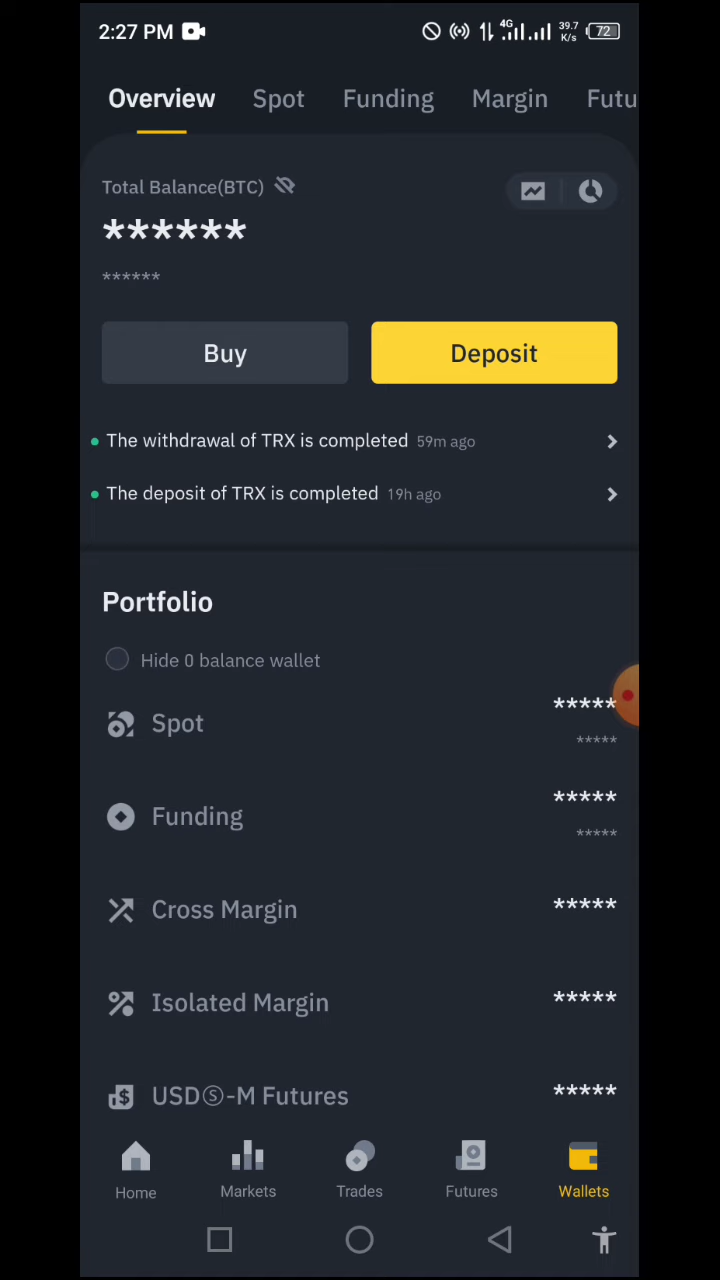 2:27 PM 4G 39.7 K/s 72
Overview Spot Funding Margin Futu
Total Balance(BTC)
******
******
Buy Deposit
The withdrawal of TRX is completed 59m ago
The deposit of TRX is completed 19h ago
Portfolio
Hide 0 balance wallet
Spot *****
*****
Funding *****
*****
Cross Margin *****
Isolated Margin *****
USDⓈ-M Futures *****
Home Markets Trades Futures Wallets